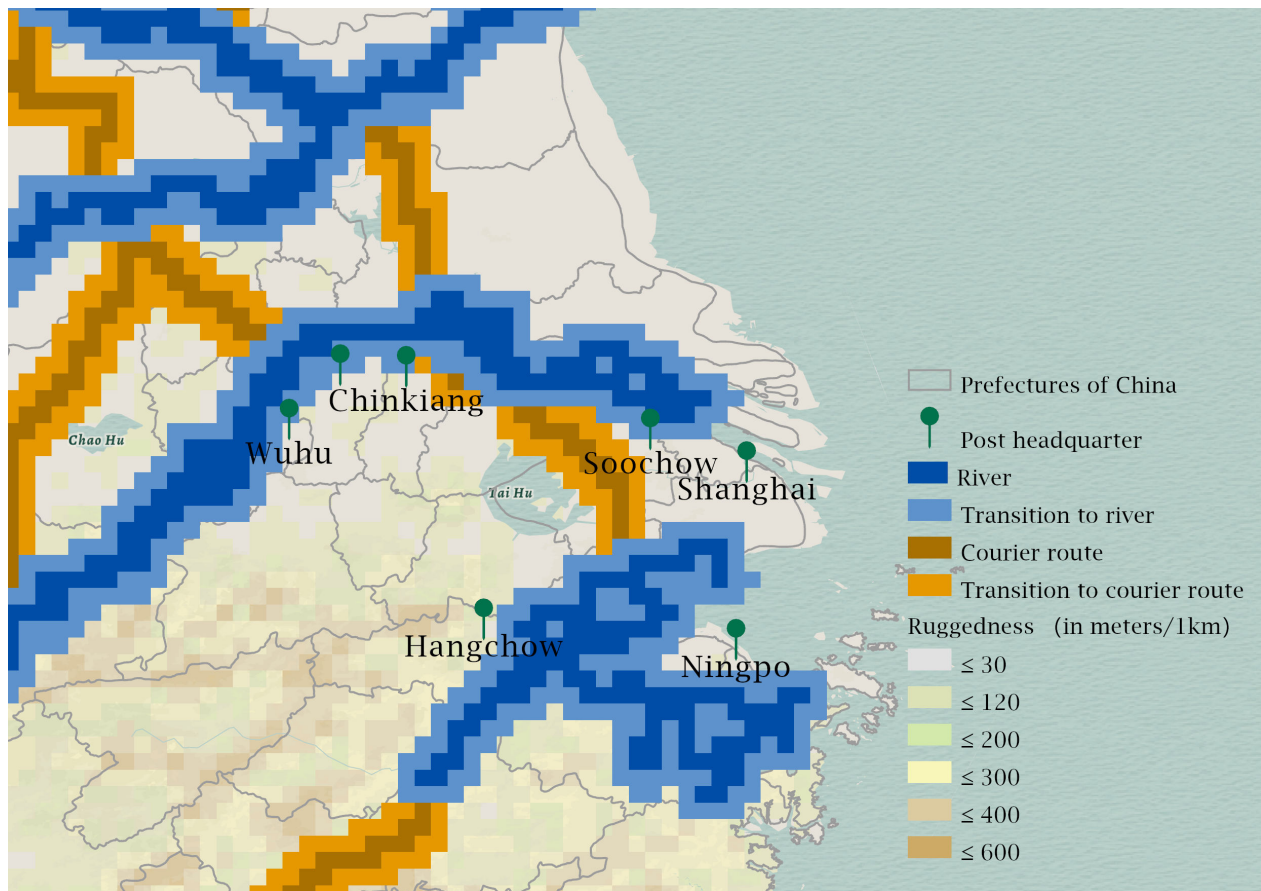 Chinkiang
Wuhu
Chao Hu
Soochow
Shanghai
Tai Hu
Hangchow
Ningpo
Prefectures of China
Post headquarter
River
Transition to river
Courier route
Transition to courier route
Ruggedness (in meters/1km)
≤ 30
≤ 120
≤ 200
≤ 300
≤ 400
≤ 600